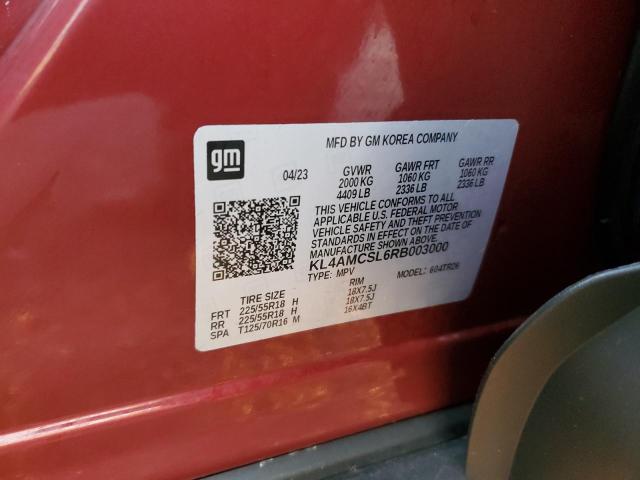 gm
MFD BY GM KOREA COMPANY
04/23 GVWR GAWR FRT GAWR RR
2000 KG 1060 KG 1060 KG
4409 LB 2336 LB 2336 LB
THIS VEHICLE CONFORMS TO ALL
APPLICABLE U.S. FEDERAL MOTOR
VEHICLE SAFETY AND THEFT PREVENTION
STANDARDS IN EFFECT ON THE DATE OF
MANUFACTURE SHOWN ABOVE.
KL4AMCSL6RB003000
TYPE: MPV MODEL: 604TR26
TIRE SIZE RIM
FRT 225/55R18 H 18X7.5J
RR 225/55R18 H 18X7.5J
SPA T125/70R16 M 16X4BT